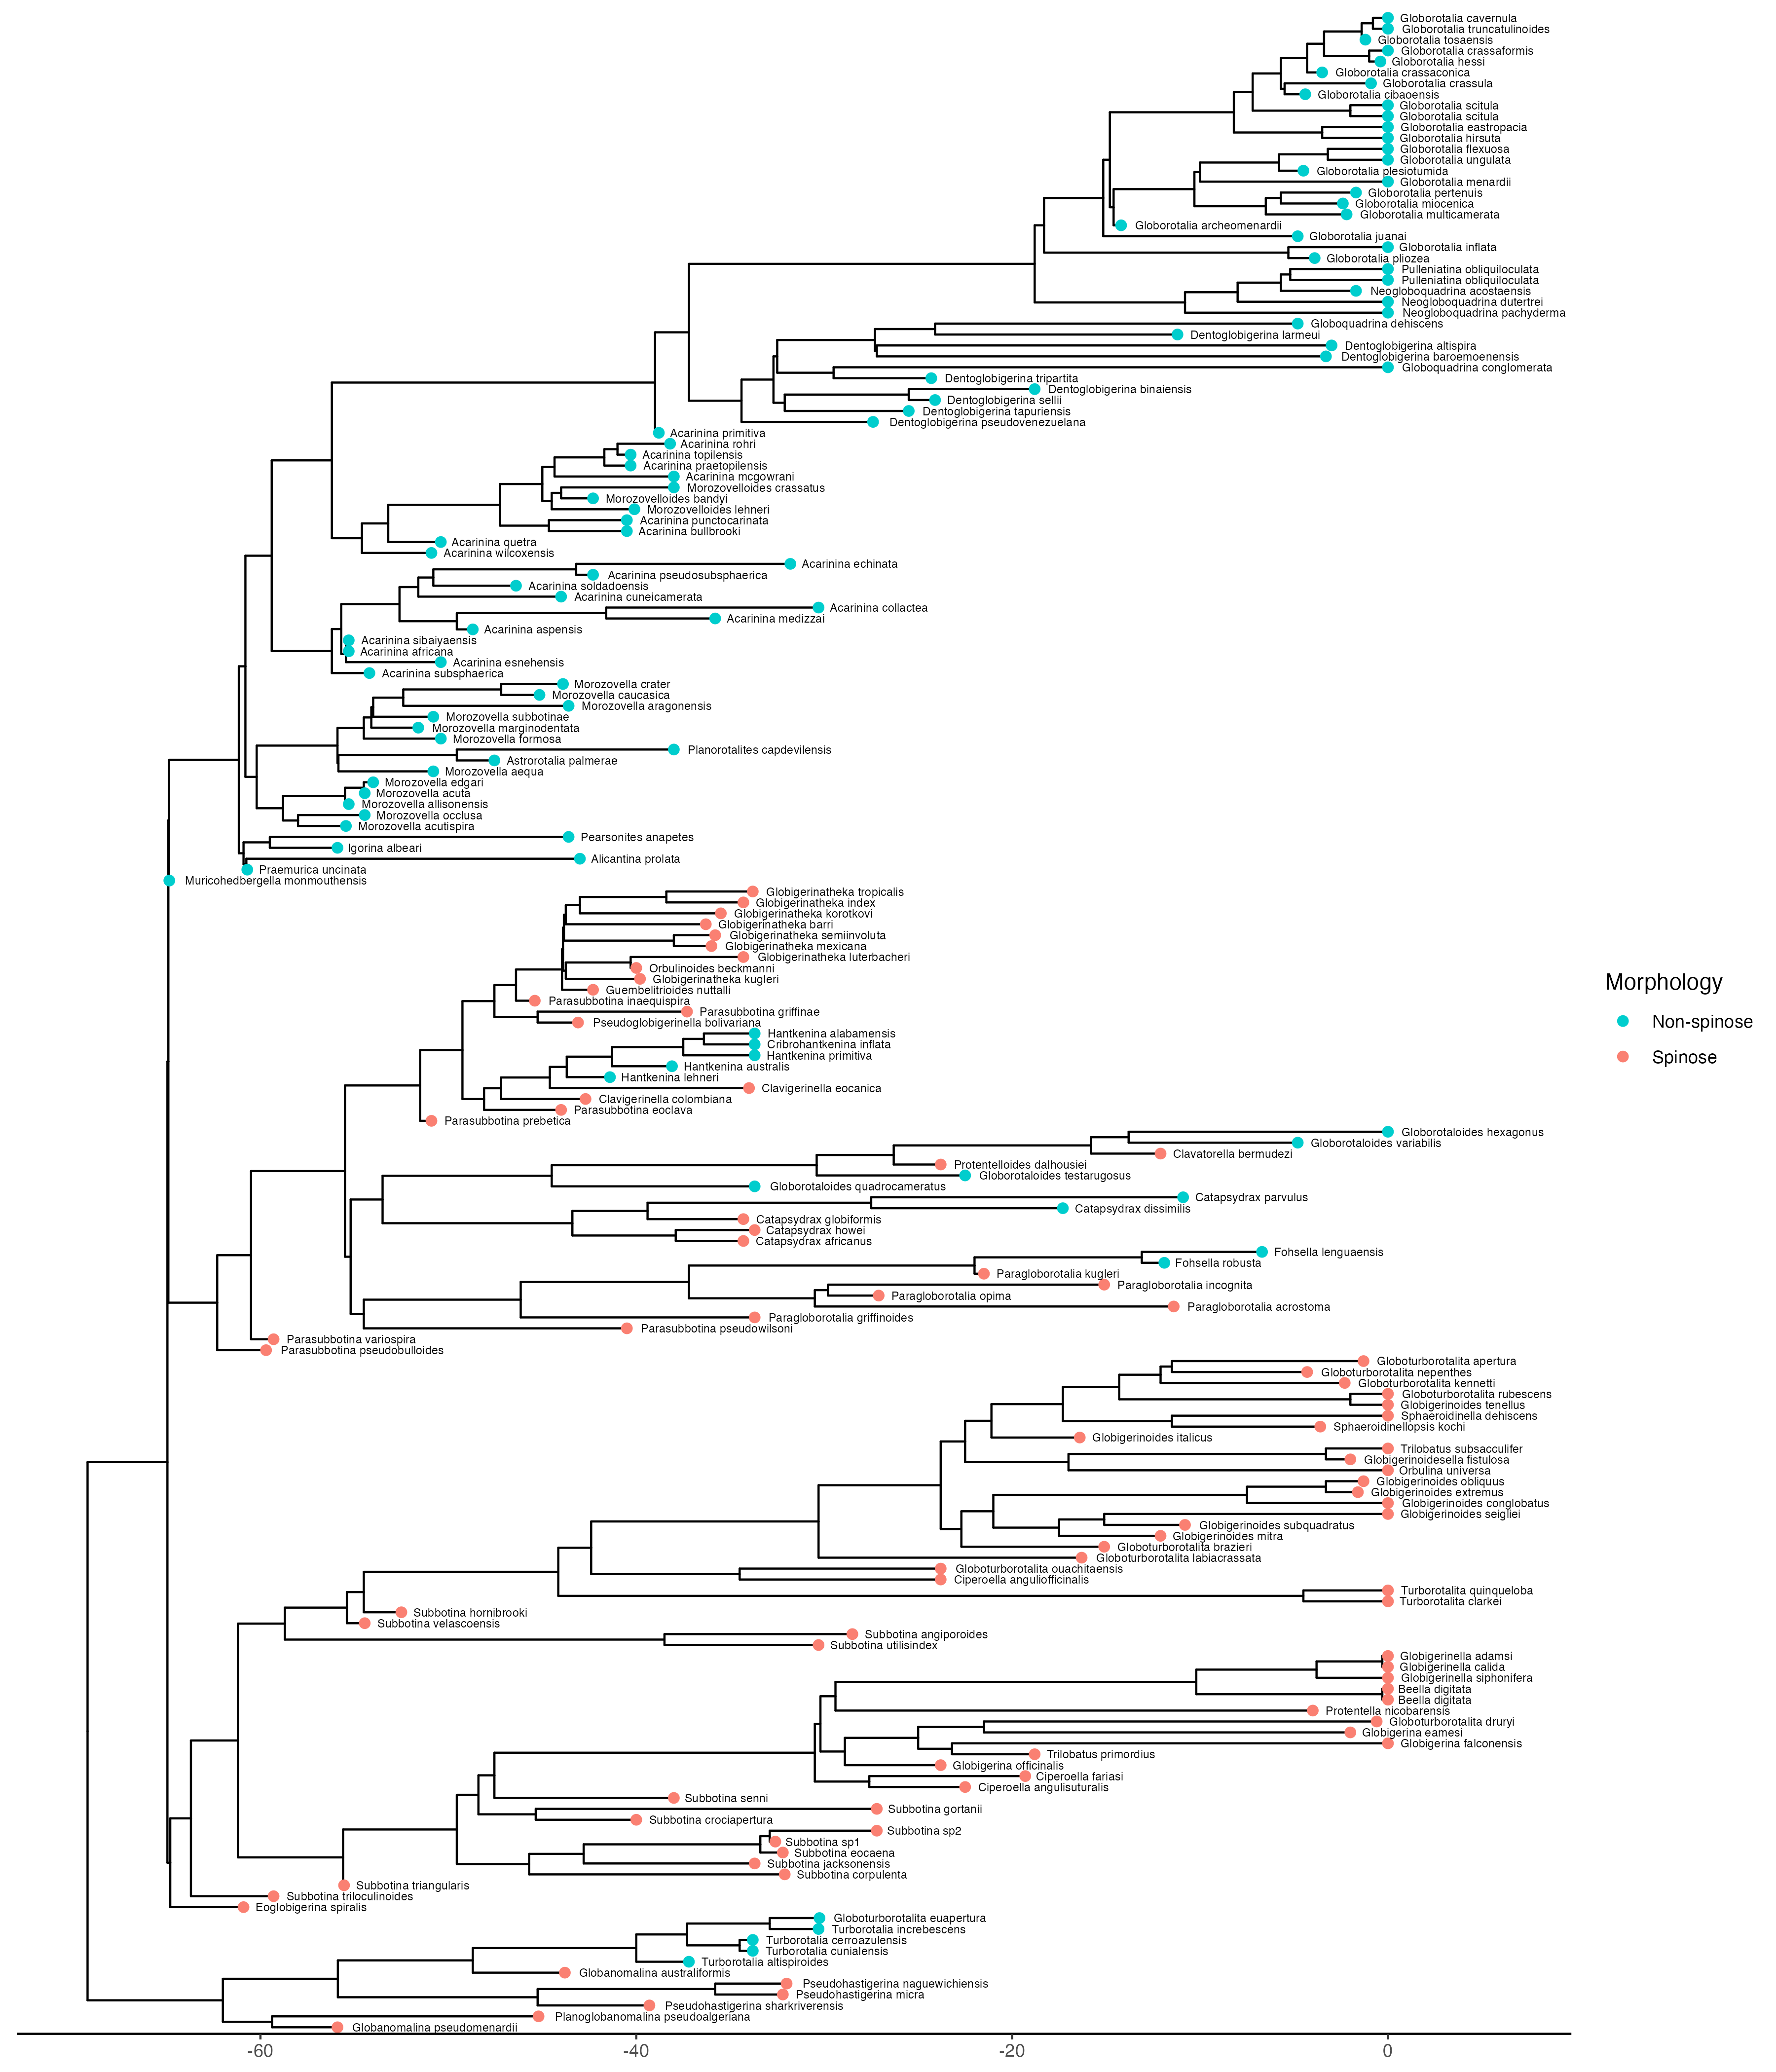 Globorotalia cavernula
Globorotalia truncatulinoides
Globorotalia tosaensis
Globorotalia crassaformis
Globorotalia hessi
Globorotalia crassaconica
Globorotalia crassula
Globorotalia cibaoensis
Globorotalia scitula
Globorotalia scitula
Globorotalia eastropacia
Globorotalia hirsuta
Globorotalia flexuosa
Globorotalia ungulata
Globorotalia plesiotumida
Globorotalia menardii
Globorotalia pertenuis
Globorotalia miocenica
Globorotalia multicamerata
Globorotalia archeomenardii
Globorotalia juanai
Globorotalia inflata
Globorotalia pliozea
Pulleniatina obliquiloculata
Pulleniatina obliquiloculata
Neogloboquadrina acostaensis
Neogloboquadrina dutertrei
Neogloboquadrina pachyderma
Globoquadrina dehiscens
Dentoglobigerina larmeui
Dentoglobigerina altispira
Dentoglobigerina baroemoenensis
Globoquadrina conglomerata
Dentoglobigerina tripartita
Dentoglobigerina binaiensis
Dentoglobigerina sellii
Dentoglobigerina tapuriensis
Dentoglobigerina pseudovenezuelana
Acarinina primitiva
Acarinina rohri
Acarinina topilensis
Acarinina praetopilensis
Acarinina mcgowrani
Morozovelloides crassatus
Morozovelloides bandyi
Morozovelloides lehneri
Acarinina punctocarinata
Acarinina bullbrooki
Acarinina quetra
Acarinina wilcoxensis
Acarinina echinata
Acarinina pseudosubsphaerica
Acarinina soldadoensis
Acarinina cuneicamerata
Acarinina collactea
Acarinina medizzai
Acarinina aspensis
Acarinina sibaiyaensis
Acarinina africana
Acarinina esnehensis
Acarinina subsphaerica
Morozovella crater
Morozovella caucasica
Morozovella aragonensis
Morozovella subbotinae
Morozovella marginodentata
Morozovella formosa
Planorotalites capdevilensis
Astrorotalia palmerae
Morozovella aequa
Morozovella edgari
Morozovella acuta
Morozovella allisonensis
Morozovella occlusa
Morozovella acutispira
Pearsonites anapetes
Igorina albeari
Alicantina prolata
Praemurica uncinata
Muricohedbergella monmouthensis
Globigerinatheka tropicalis
Globigerinatheka index
Globigerinatheka korotkovi
Globigerinatheka barri
Globigerinatheka semiinvoluta
Globigerinatheka mexicana
Globigerinatheka luterbacheri
Orbulinoides beckmanni
Globigerinatheka kugleri
Guembelitrioides nuttalli
Parasubbotina inaequispira
Parasubbotina griffinae
Pseudoglobigerinella bolivariana
Morphology
Non-spinose
Spinose
Hantkenina alabamensis
Cribrohantkenina inflata
Hantkenina primitiva
Hantkenina australis
Hantkenina lehneri
Clavigerinella eocanica
Clavigerinella colombiana
Parasubbotina eoclava
Parasubbotina prebetica
Globorotaloides hexagonus
Globorotaloides variabilis
Clavatorella bermudezi
Protentelloides dalhousiei
Globorotaloides testarugosus
Globorotaloides quadrocameratus
Catapsydrax parvulus
Catapsydrax dissimilis
Catapsydrax globiformis
Catapsydrax howei
Catapsydrax africanus
Fohsella lenguaensis
Fohsella robusta
Paragloborotalia kugleri
Paragloborotalia incognita
Paragloborotalia opima
Paragloborotalia acrostoma
Paragloborotalia griffinoides
Parasubbotina pseudowilsoni
Parasubbotina variospira
Parasubbotina pseudobulloides
Globoturborotalita apertura
Globoturborotalita nepenthes
Globoturborotalita kennetti
Globoturborotalita rubescens
Globigerinoides tenellus
Sphaeroidinella dehiscens
Sphaeroidinellopsis kochi
Globigerinoides italicus
Trilobatus subsacculifer
Globigerinoidesella fistulosa
Orbulina universa
Globigerinoides obliquus
Globigerinoides extremus
Globigerinoides conglobatus
Globigerinoides seigliei
Globigerinoides subquadratus
Globigerinoides mitra
Globoturborotalita brazieri
Globoturborotalita labiacrassata
Globoturborotalita ouachitaensis
Ciperoella anguliofficinalis
Turborotalita quinqueloba
Turborotalita clarkei
Subbotina hornibrooki
Subbotina velascoensis
Subbotina angiporoides
Subbotina utilisindex
Globigerinella adamsi
Globigerinella calida
Globigerinella siphonifera
Beella digitata
Beella digitata
Protentella nicobarensis
Globoturborotalita druryi
Globigerina eamesi
Globigerina falconensis
Trilobatus primordius
Globigerina officinalis
Ciperoella fariasi
Ciperoella angulisuturalis
Subbotina senni
Subbotina gortanii
Subbotina crociapertura
Subbotina sp2
Subbotina sp1
Subbotina eocaena
Subbotina jacksonensis
Subbotina corpulenta
Subbotina triangularis
Subbotina triloculinoides
Eoglobigerina spiralis
Globoturborotalita euapertura
Turborotalia increbescens
Turborotalia cerroazulensis
Turborotalia cunialensis
Turborotalia altispiroides
Globanomalina australiformis
Pseudohastigerina naguewichiensis
Pseudohastigerina micra
Pseudohastigerina sharkriverensis
Planoglobanomalina pseudoalgeriana
Globanomalina pseudomenardii
-60 -40 -20 0